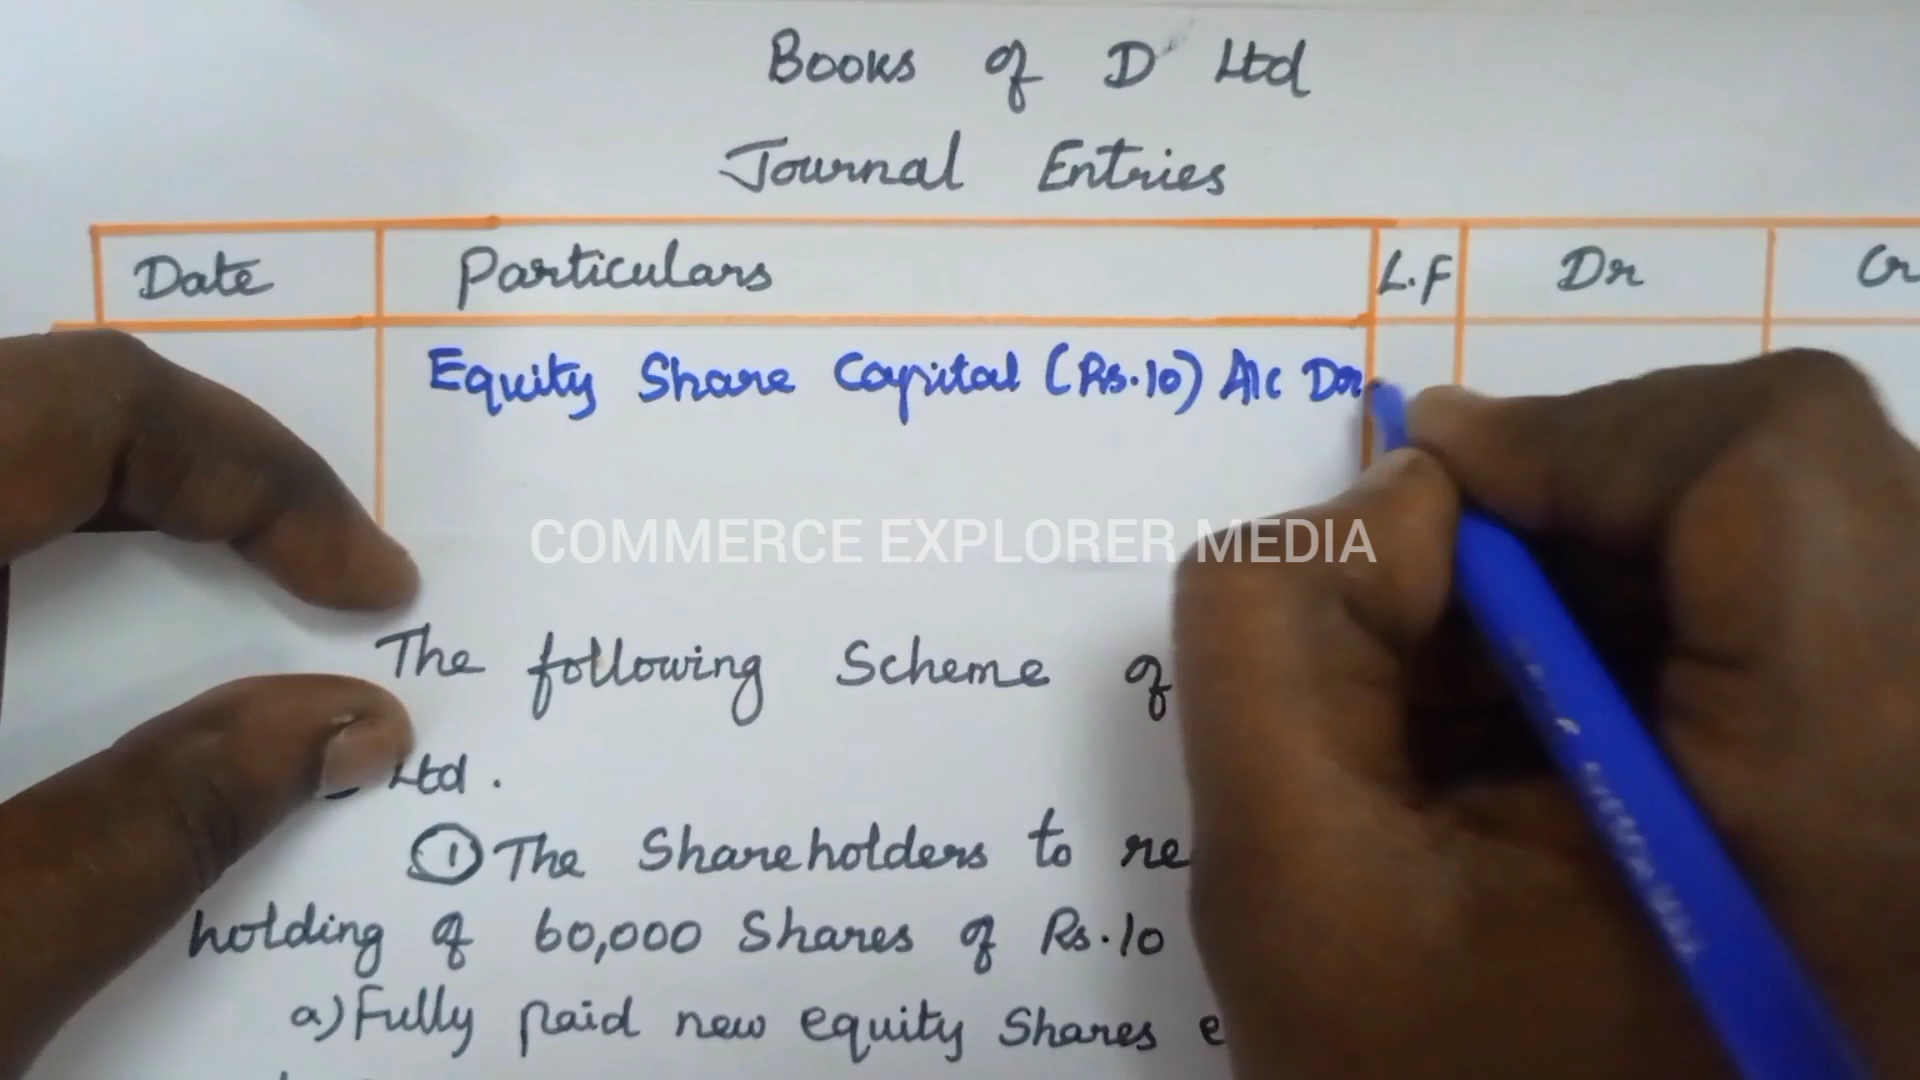 Books of D Ltd
Journal Entries
Date Particulars L.F Dr Cr
Equity Share Capital (Rs.10) A/c Dr
COMMERCE EXPLORER MEDIA
The following Scheme of
Ltd.
① The Shareholders to re
holding of 60,000 Shares of Rs.10
a) Fully paid new equity Shares e